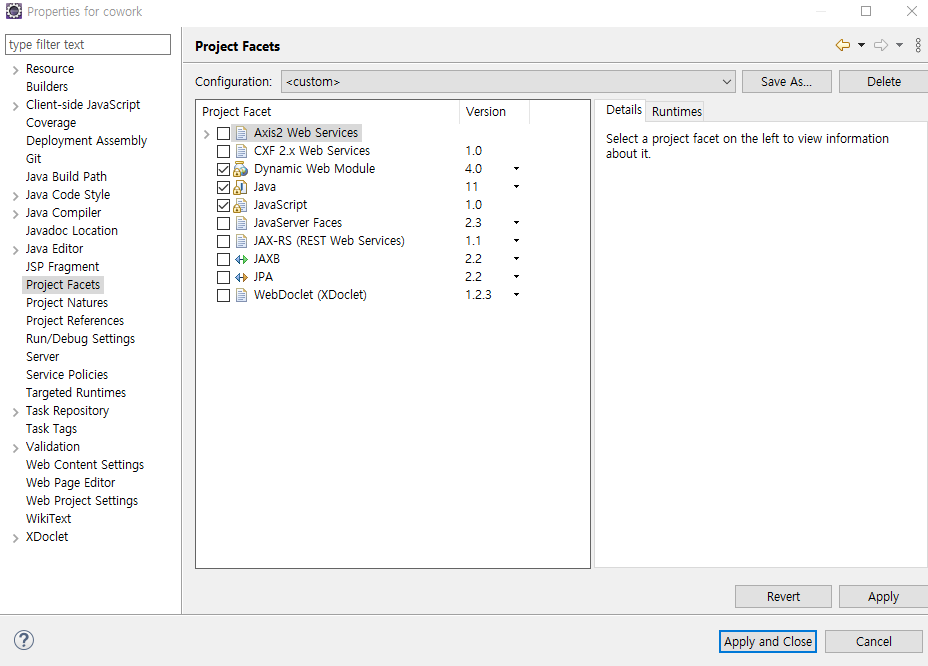 Properties for cowork
type filter text
Resource
Builders
Client-side JavaScript
Coverage
Deployment Assembly
Git
Java Build Path
Java Code Style
Java Compiler
Javadoc Location
Java Editor
JSP Fragment
Project Facets
Project Natures
Project References
Run/Debug Settings
Server
Service Policies
Targeted Runtimes
Task Repository
Task Tags
Validation
Web Content Settings
Web Page Editor
Web Project Settings
WikiText
XDoclet
Project Facets
Configuration: <custom> Save As... Delete
Project Facet Version
Axis2 Web Services
CXF 2.x Web Services 1.0
Dynamic Web Module 4.0
Java 11
JavaScript 1.0
JavaServer Faces 2.3
JAX-RS (REST Web Services) 1.1
JAXB 2.2
JPA 2.2
WebDoclet (XDoclet) 1.2.3
Details Runtimes
Select a project facet on the left to view information
about it.
Revert Apply
? Apply and Close Cancel